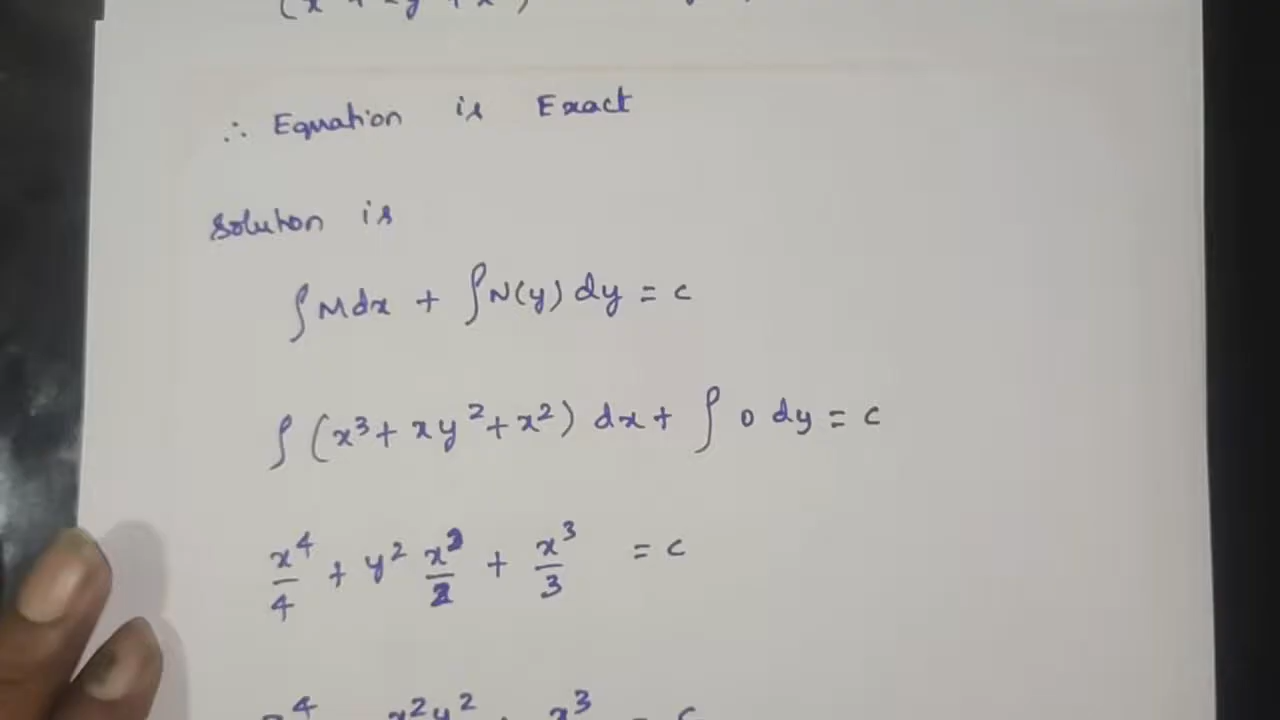 ∴ Equation is Exact
Solution is
∫Mdx + ∫N(y) dy = c
∫(x³ + xy² + x²) dx + ∫ 0 dy = c
x⁴/4 + y² x²/2 + x³/3 = c